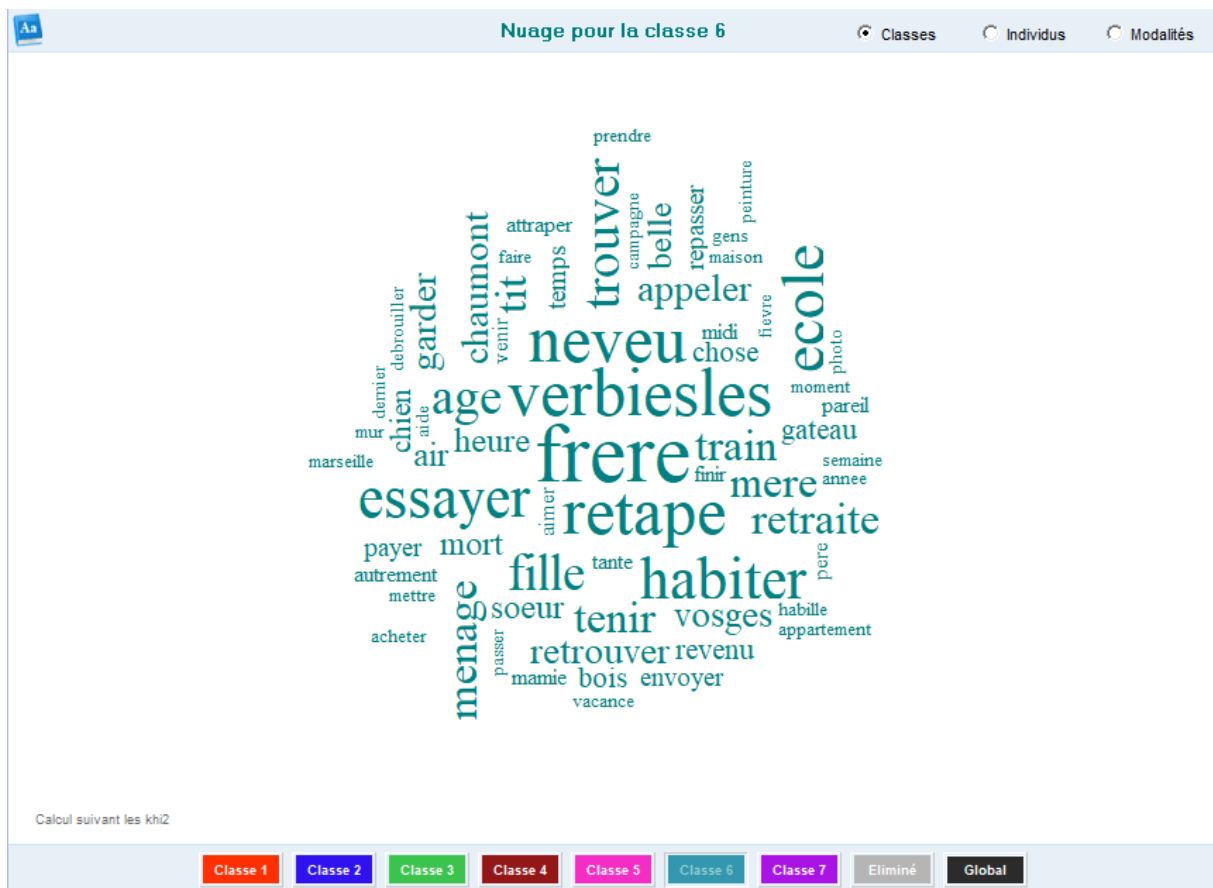 Aa
Nuage pour la classe 6
Classes
Individus
Modalités
prendre
trouver
campagne
belle
repasser
peinture
gens
maison
attraper
faire
chaumont
tit
temps
appeler
ecole
fievre
photo
debrouiller
garder
venir
neveu
midi
chose
dernier
chien
aide
age
verbiesles
moment
pareil
mur
air
heure
frere
train
gateau
marseille
finir
semaine
essayer
aimer
retape
mere
annee
retraite
payer
mort
autrement
mettre
fille
tante
habiter
pere
menage
soeur
tenir
vosges
habille
appartement
acheter
passer
retrouver
revenu
mamie
bois
envoyer
vacance
Calcul suivant les khi2
Classe 1
Classe 2
Classe 3
Classe 4
Classe 5
Classe 6
Classe 7
Eliminé
Global